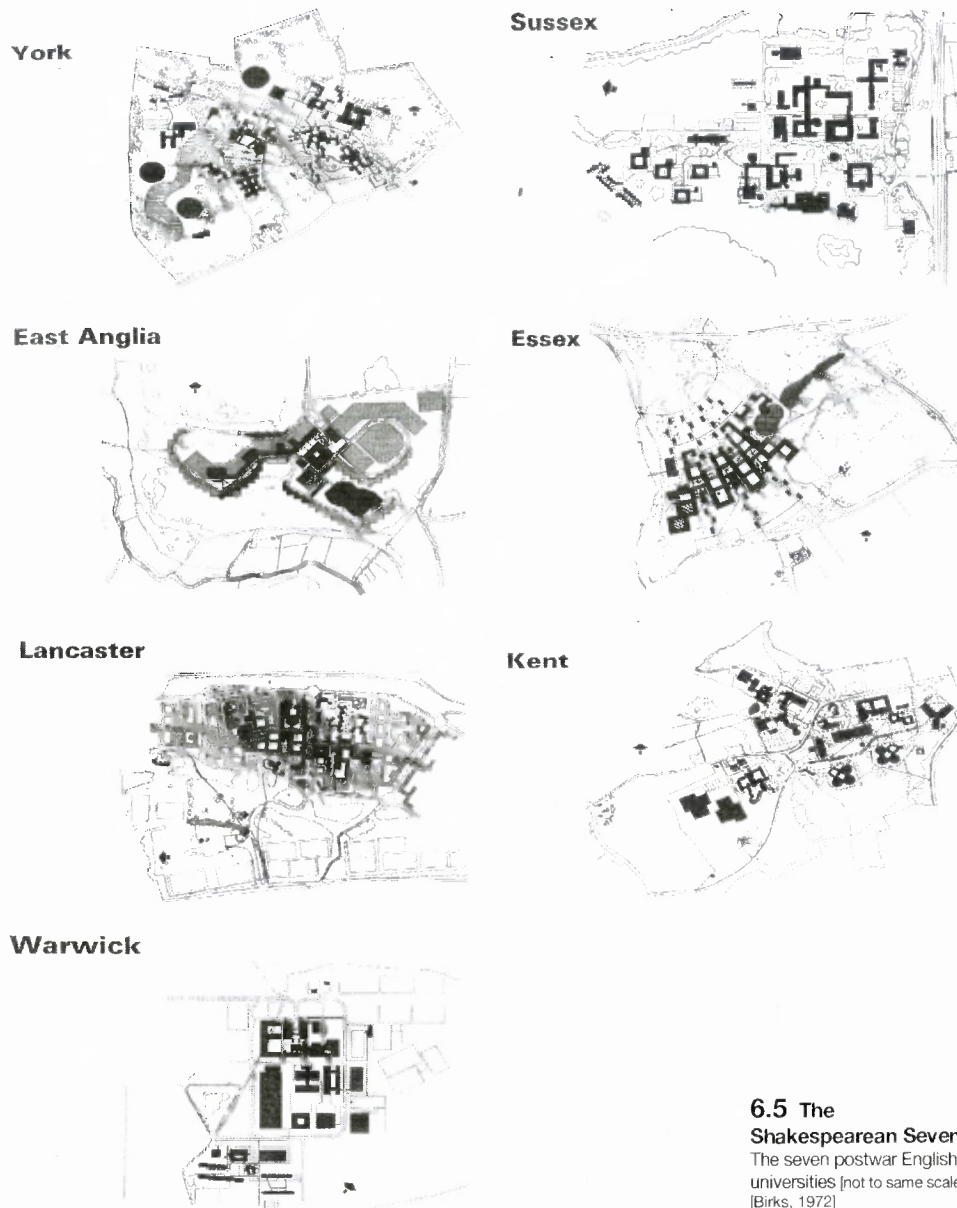 York
Sussex
East Anglia
Essex
Lancaster
Kent
Warwick
6.5 The
Shakespearean Seven
The seven postwar English
universities [not to same scale
[Birks, 1972]